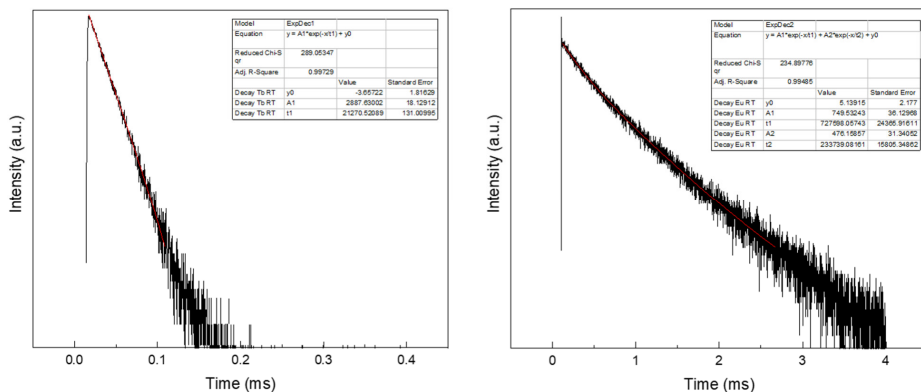 Model ExpDec1
Equation y = A1*exp(-x/t1) + y0
Reduced Chi-S
qr 289.05347
Adj. R-Square 0.99729
Value Standard Error
Decay Tb RT y0 -3.65722 1.81629
Decay Tb RT A1 2887.63002 18.12912
Decay Tb RT t1 21270.52089 131.00995
Intensity (a.u.)
0.0 0.1 0.2 0.3 0.4
Time (ms)
Model ExpDec2
Equation y = A1*exp(-x/t1) + A2*exp(-x/t2) + y0
Reduced Chi-S
qr 234.89776
Adj. R-Square 0.99485
Value Standard Error
Decay Eu RT y0 5.13915 2.177
Decay Eu RT A1 749.53243 36.12968
Decay Eu RT t1 727598.05743 24365.91611
Decay Eu RT A2 476.15857 31.34052
Decay Eu RT t2 233739.08161 15805.34862
Intensity (a.u.)
0 1 2 3 4
Time (ms)